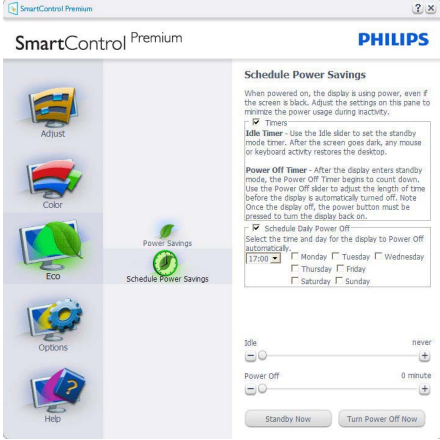 SmartControl Premium
SmartControl Premium
PHILIPS
Adjust
Color
Eco
Options
Help
Power Savings
Schedule Power Savings
Schedule Power Savings
When powered on, the display is using power, even if
the screen is black. Adjust the settings on this pane to
minimize the power usage during inactivity.
Timers
Idle Timer - Use the Idle slider to set the standby
mode timer. After the screen goes dark, any mouse
or keyboard activity restores the desktop.
Power Off Timer - After the display enters standby
mode, the Power Off Timer begins to count down.
Use the Power Off slider to adjust the length of time
before the display is automatically turned off. Note
Once the display off, the power button must be
pressed to turn the display back on.
Schedule Daily Power Off
Select the time and day for the display to Power Off
automatically.
17:00 Monday Tuesday Wednesday
Thursday Friday
Saturday Sunday
Idle never
Power Off 0 minute
Standby Now Turn Power Off Now